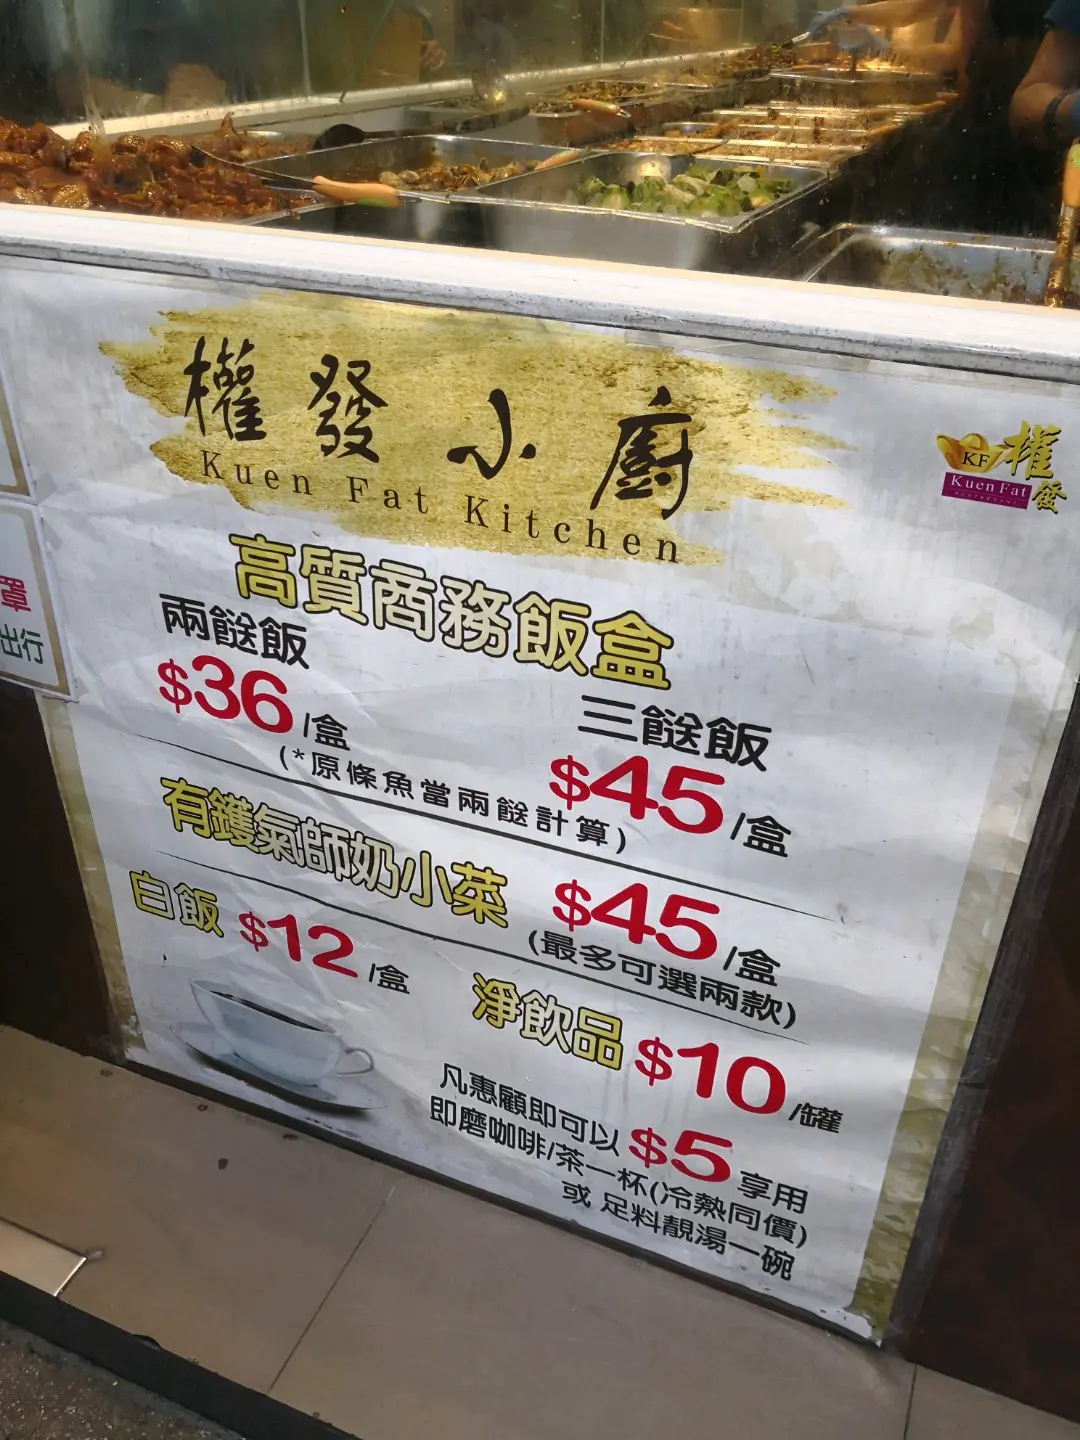 權發小廚
Kuen Fat Kitchen
KF
權發
Kuen Fat
高質商務飯盒
兩餸飯
$36/盒
三餸飯
$45/盒
(*原條魚當兩餸計算)
有鑊氣師奶小菜 $45/盒
(最多可選兩款)
白飯 $12/盒
淨飲品 $10/罐
凡惠顧即可以 $5 享用
即磨咖啡/茶一杯(冷熱同價)
或 足料靚湯一碗
罩
出行